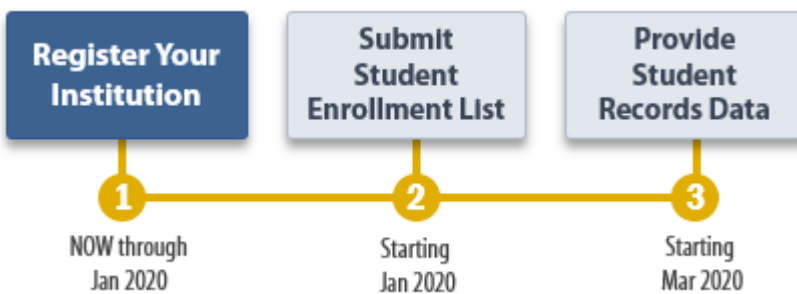 Register Your
Institution
Submit
Student
Enrollment List
Provide
Student
Records Data
1
2
3
NOW through
Jan 2020
Starting
Jan 2020
Starting
Mar 2020